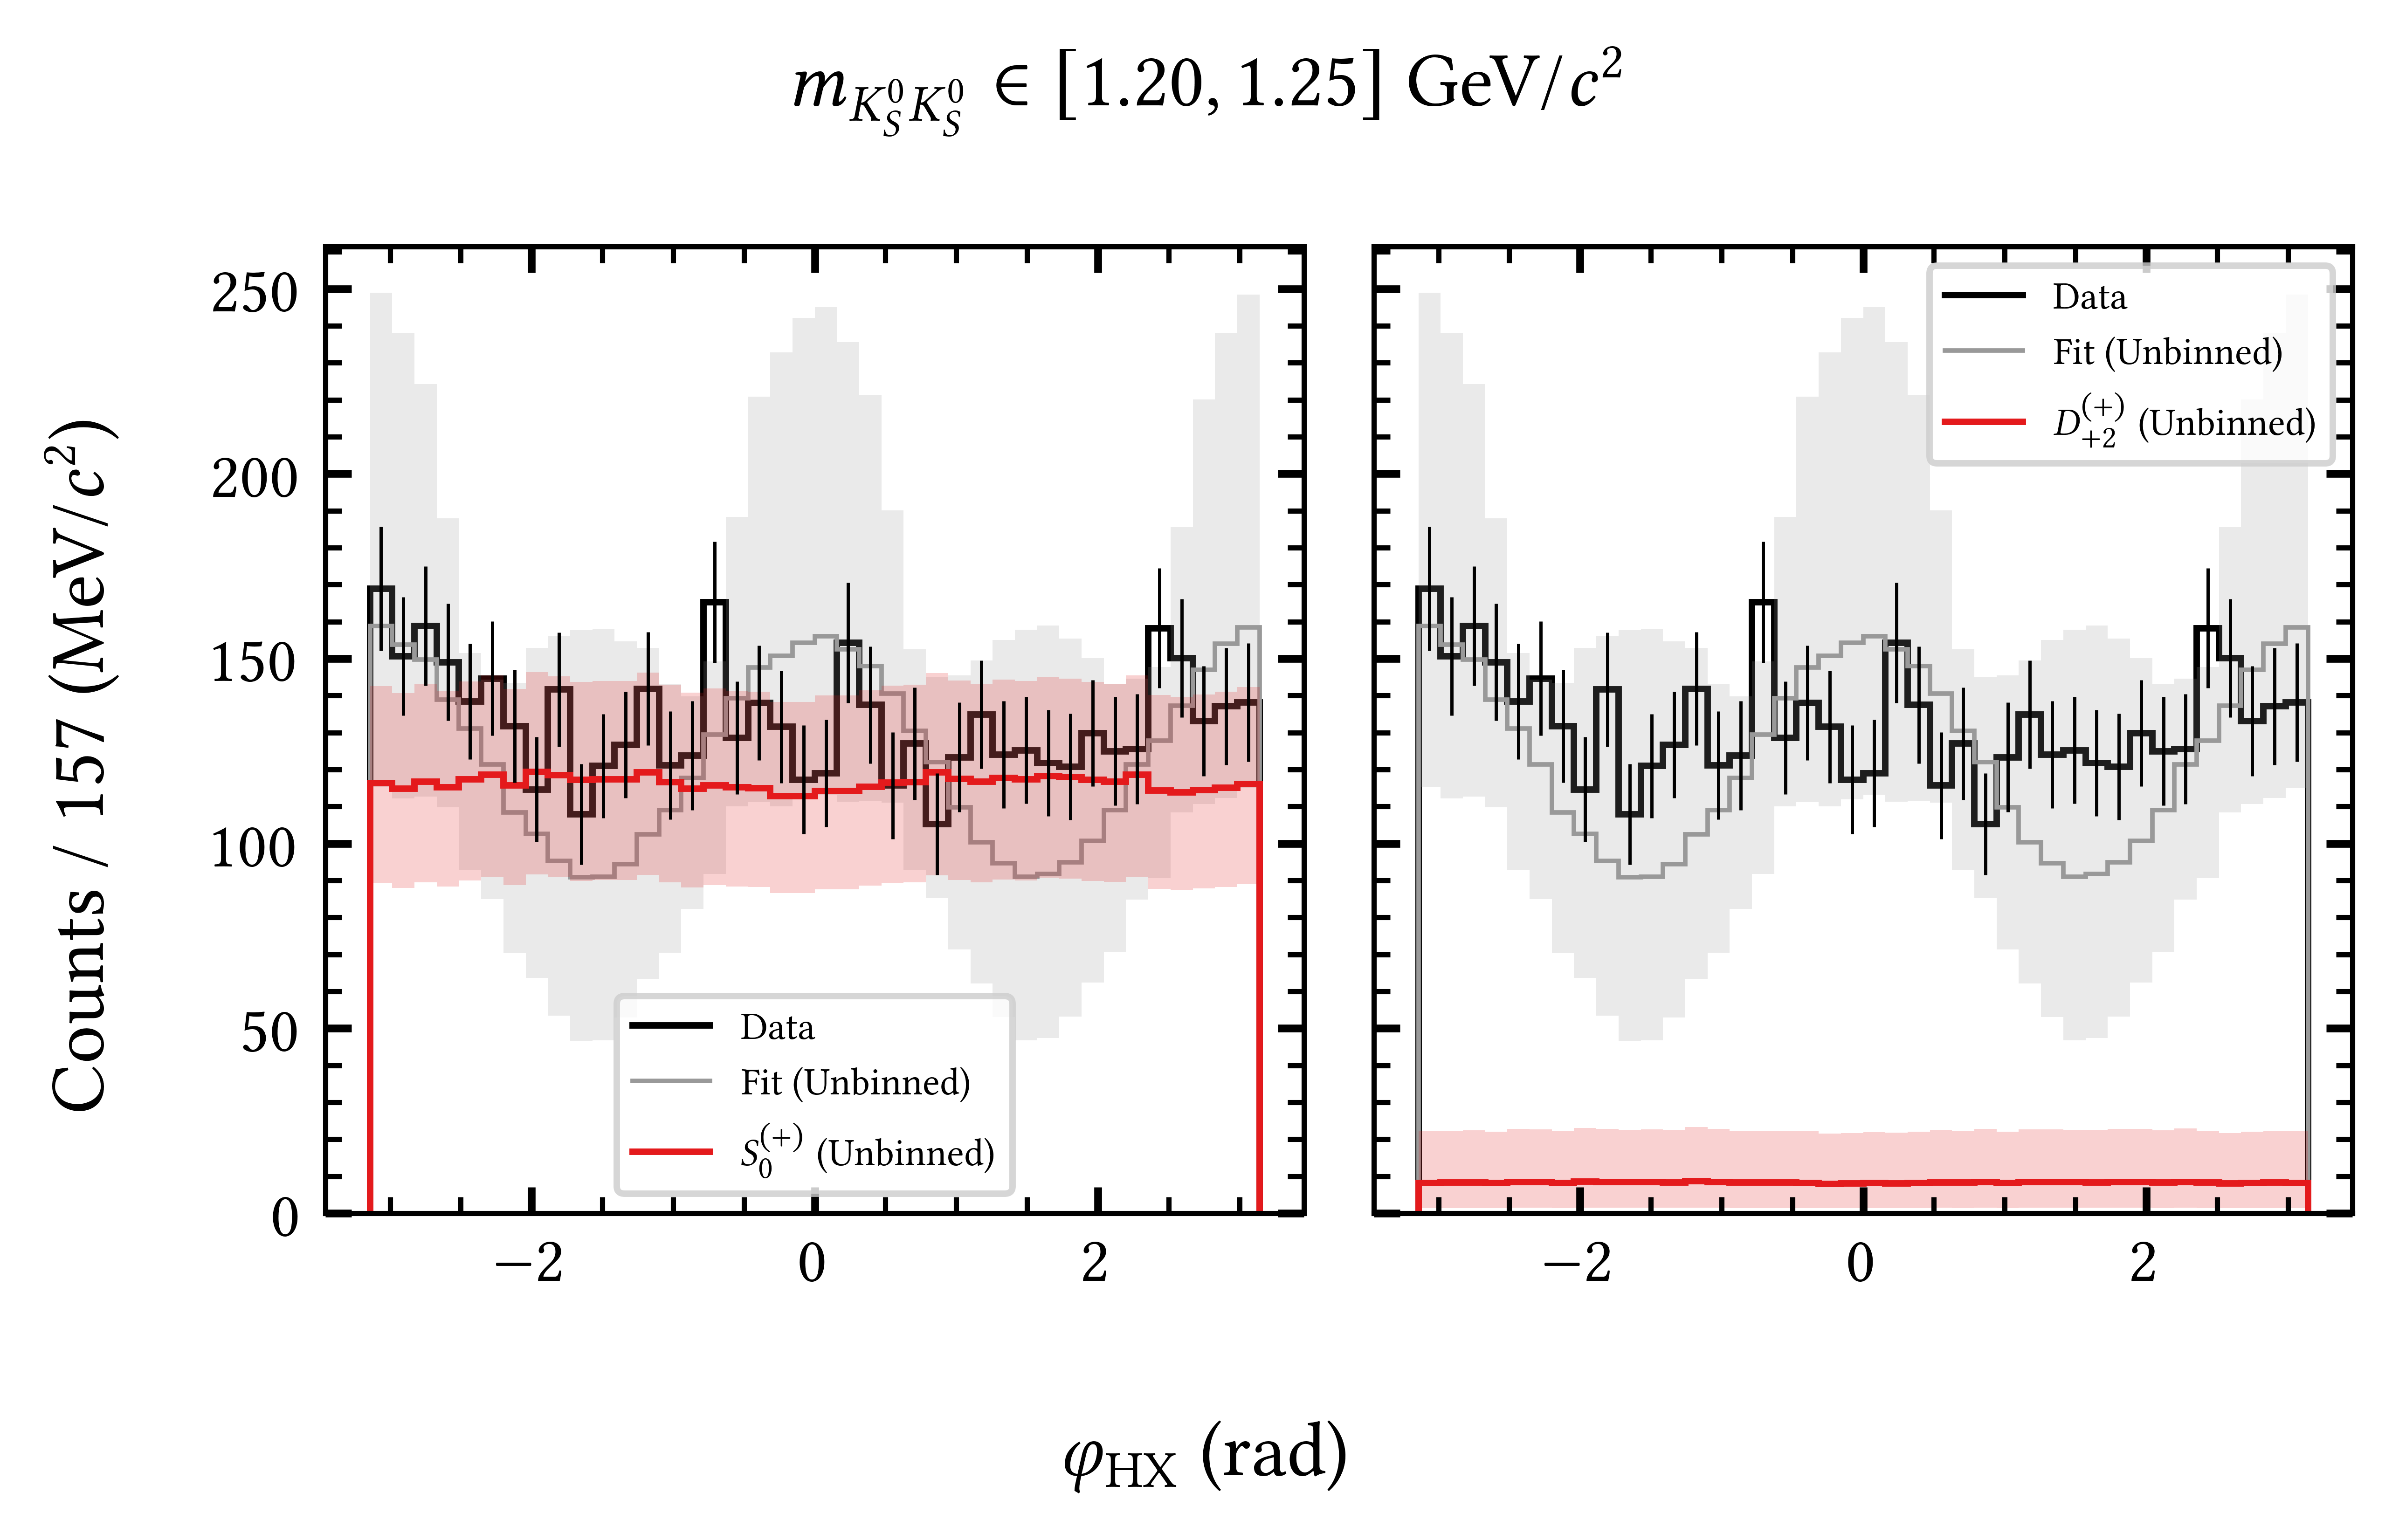 m_{K_S^0 K_S^0} ∈ [1.20, 1.25] GeV/c²
Counts / 157 (MeV/c²)
250
200
150
100
50
0
Data
Fit (Unbinned)
S_0^{(+)} (Unbinned)
−2
0
2
Data
Fit (Unbinned)
D_{+2}^{(+)} (Unbinned)
−2
0
2
φ_{HX} (rad)